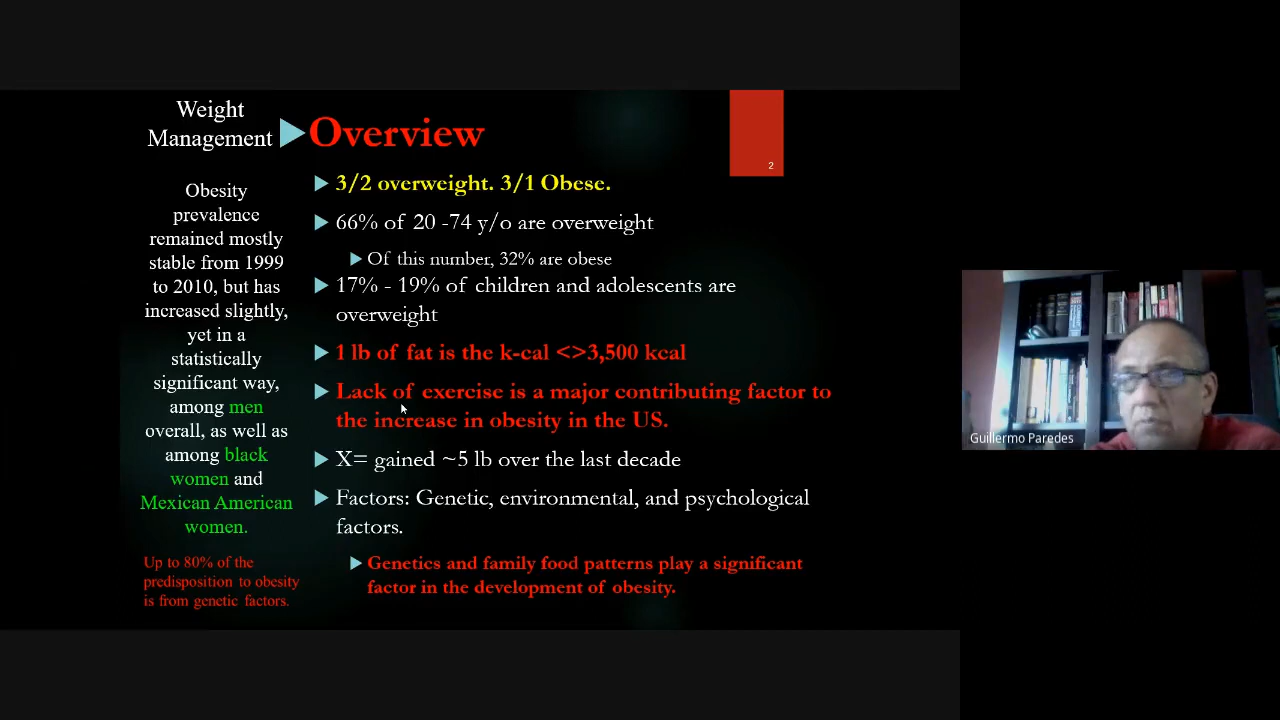 Weight
Management
Overview
2
Obesity
prevalence
remained mostly
stable from 1999
to 2010, but has
increased slightly,
yet in a
statistically
significant way,
among men
overall, as well as
among black
women and
Mexican American
women.
Up to 80% of the
predisposition to obesity
is from genetic factors.
3/2 overweight. 3/1 Obese.
66% of 20 -74 y/o are overweight
Of this number, 32% are obese
17% - 19% of children and adolescents are
overweight
1 lb of fat is the k-cal <>3,500 kcal
Lack of exercise is a major contributing factor to
the increase in obesity in the US.
X= gained ~5 lb over the last decade
Factors: Genetic, environmental, and psychological
factors.
Genetics and family food patterns play a significant
factor in the development of obesity.
Guillermo Paredes